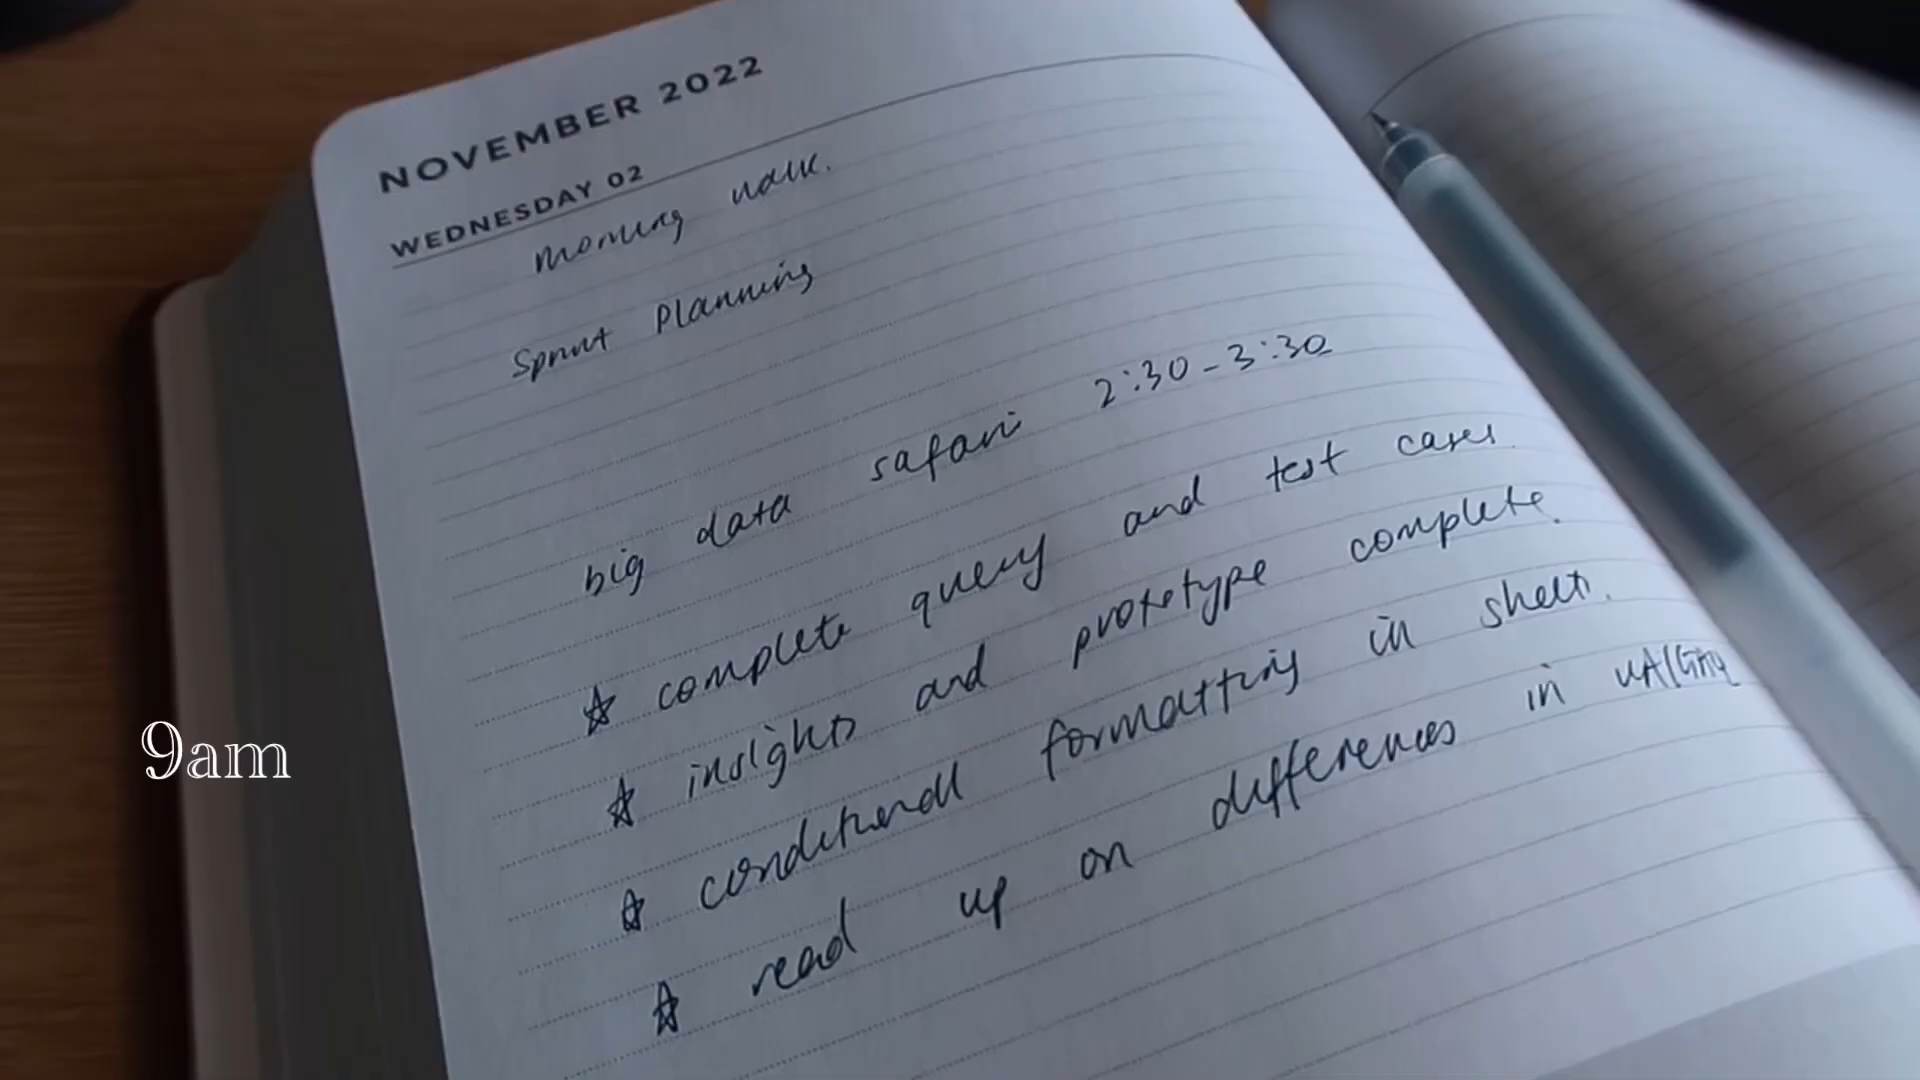 NOVEMBER 2022
WEDNESDAY 02
morning walk.
Sprint Planning
big data safari 2:30-3:30
☆ complete query and test cases
☆ insights and prototype complete.
☆ conditional formatting in sheets.
☆ read up on differences in
9am